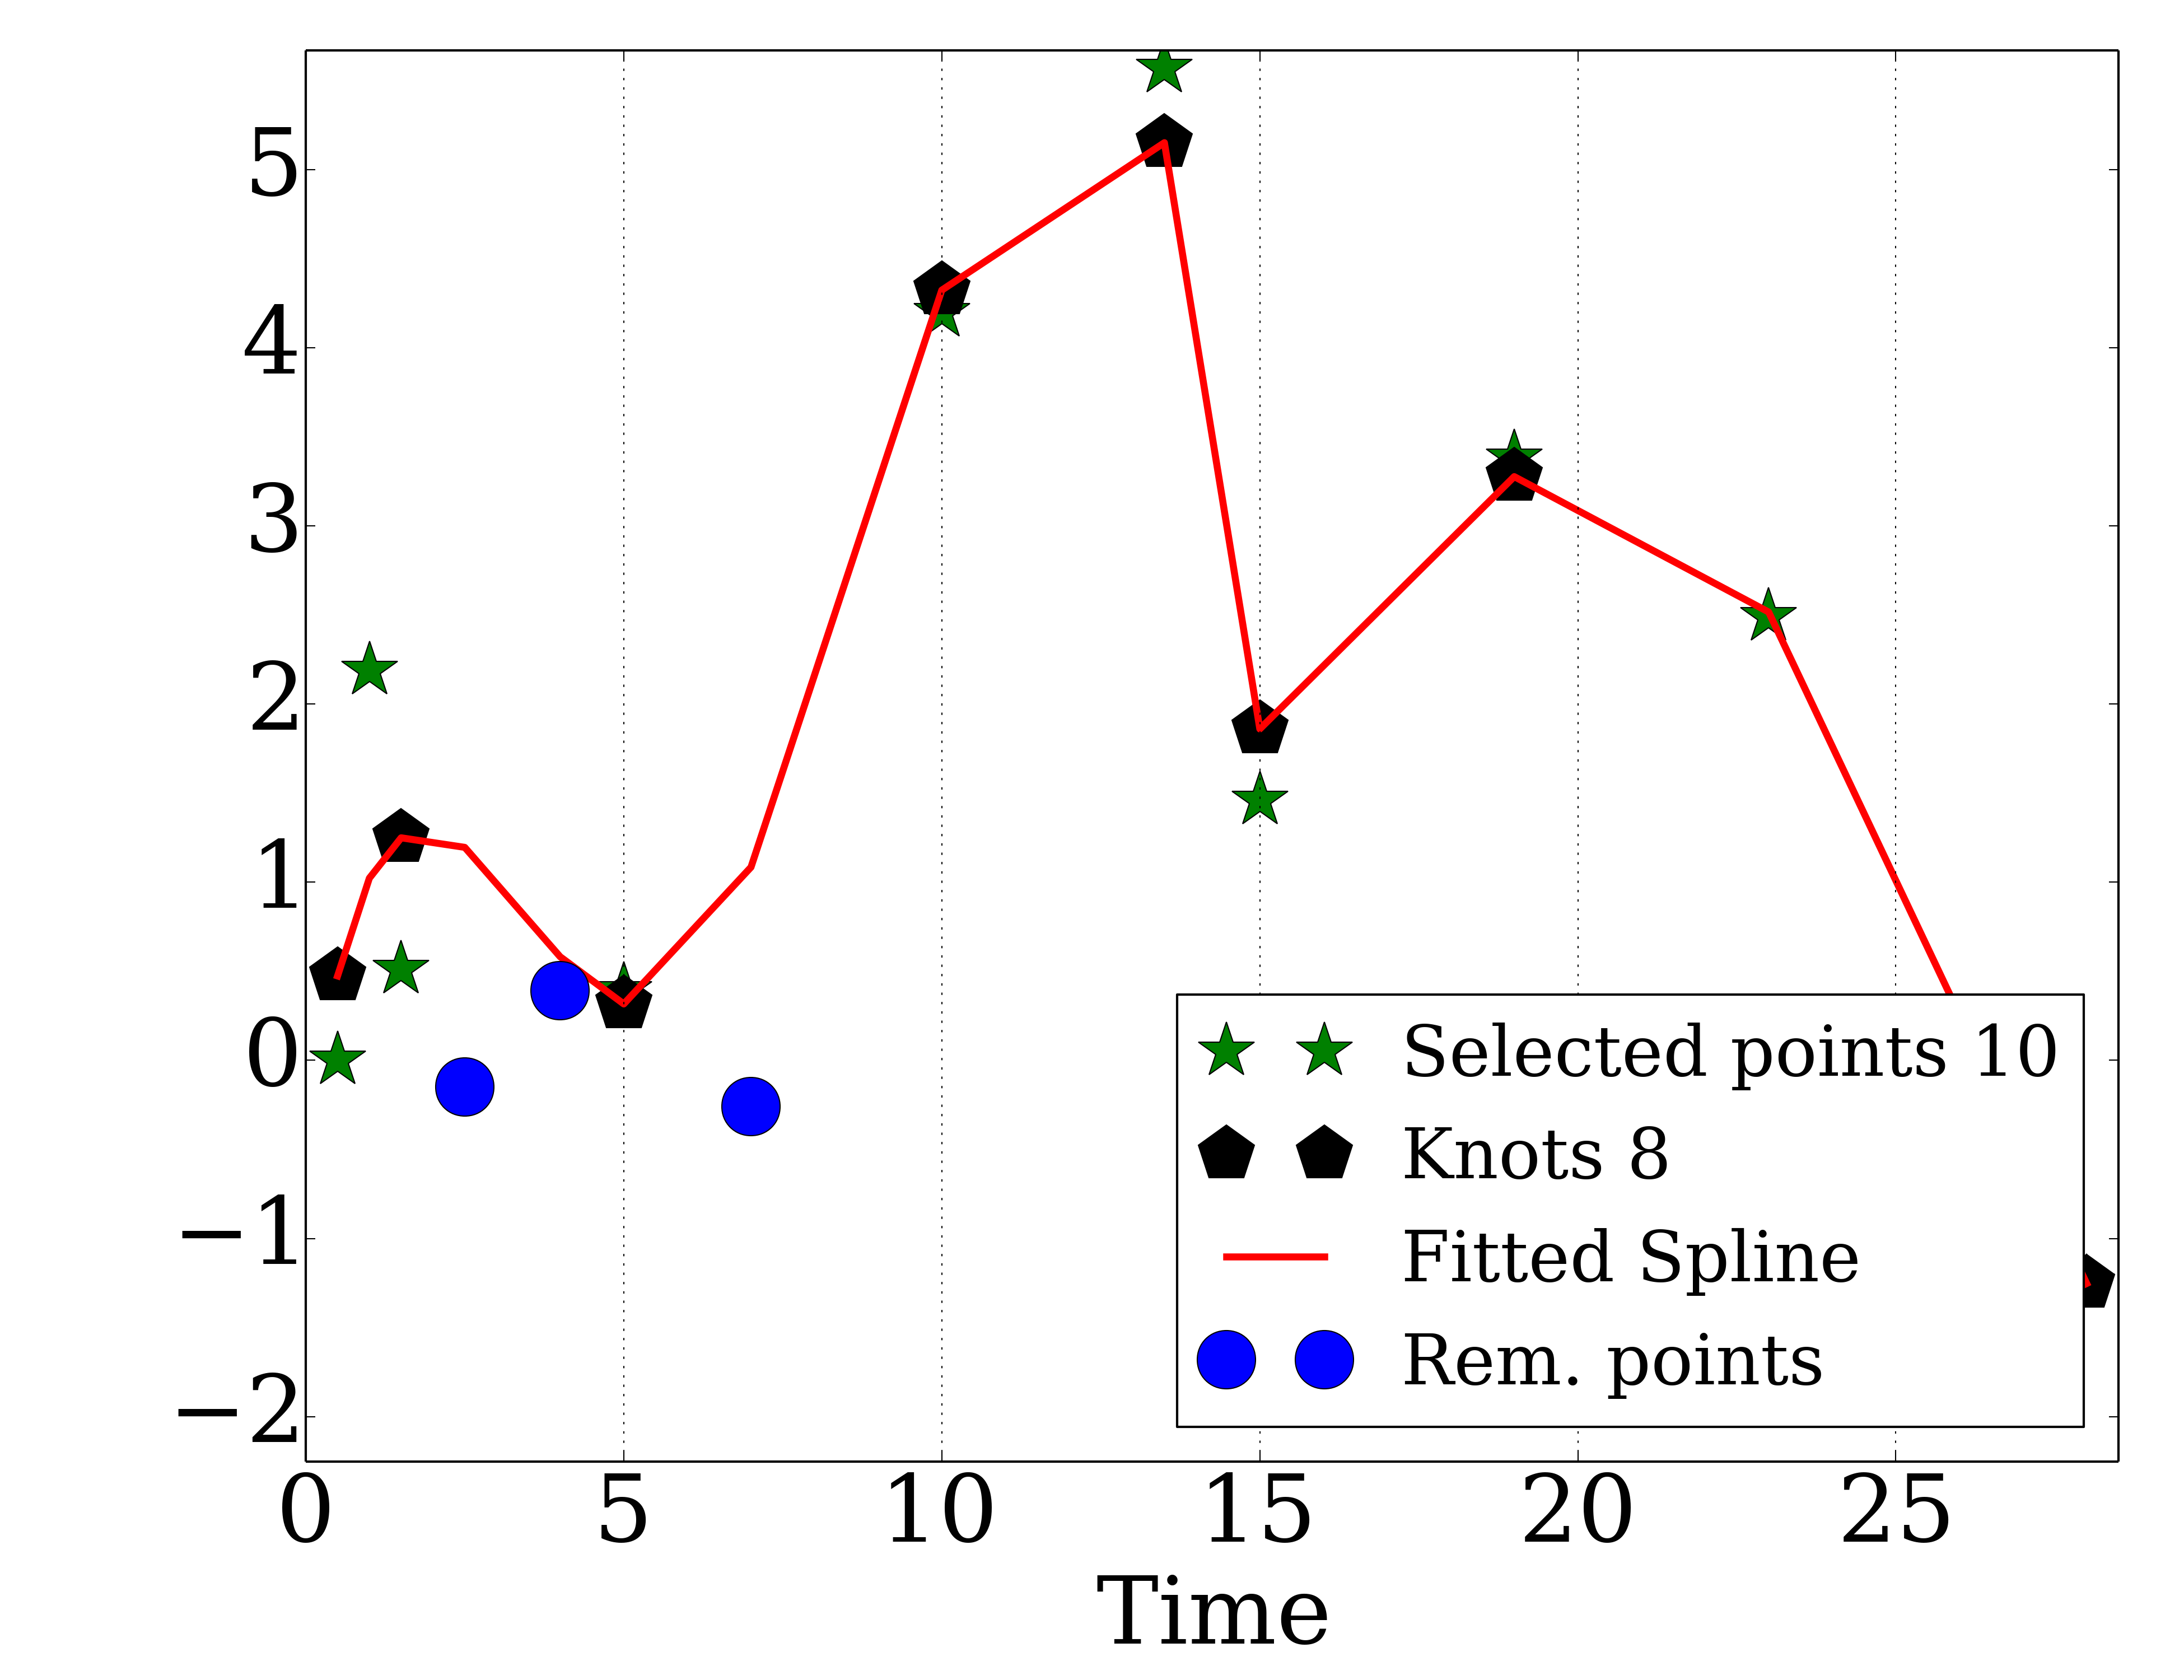 5
4
3
2
1
0
−1
−2
0 5 10 15 20 25
Time
Selected points 10
Knots 8
Fitted Spline
Rem. points